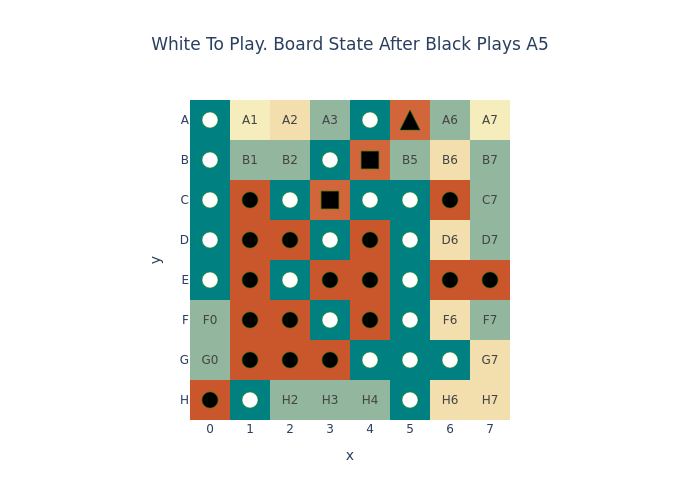 White To Play. Board State After Black Plays A5
A A1 A2 A3 A6 A7
B B1 B2 B5 B6 B7
C C7
D D6 D7
E
F F0 F6 F7
G G0 G7
H H2 H3 H4 H6 H7
0 1 2 3 4 5 6 7
x
y